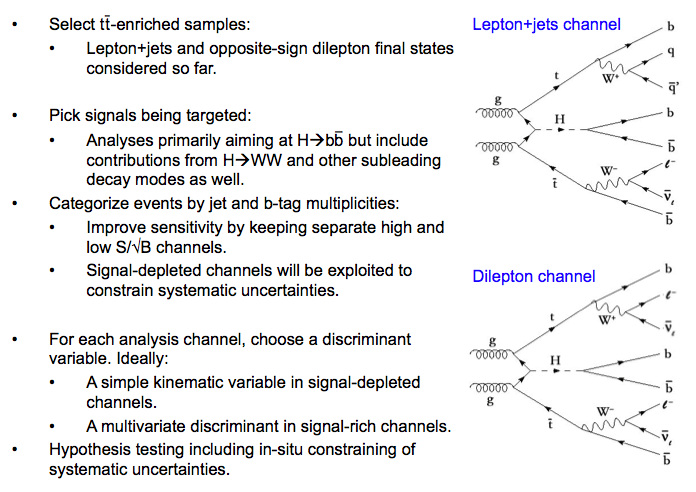 • Select tt̄-enriched samples:
• Lepton+jets and opposite-sign dilepton final states
considered so far.
• Pick signals being targeted:
• Analyses primarily aiming at H→bb̄ but include
contributions from H→WW and other subleading
decay modes as well.
• Categorize events by jet and b-tag multiplicities:
• Improve sensitivity by keeping separate high and
low S/√B channels.
• Signal-depleted channels will be exploited to
constrain systematic uncertainties.
• For each analysis channel, choose a discriminant
variable. Ideally:
• A simple kinematic variable in signal-depleted
channels.
• A multivariate discriminant in signal-rich channels.
• Hypothesis testing including in-situ constraining of
systematic uncertainties.
Lepton+jets channel
b
q
W⁺
q̄'
t
g
H
b
g
b̄
W⁻
ℓ⁻
t̄
ν̄ℓ
b̄
Dilepton channel
b
ℓ⁻
W⁺
ν̄ℓ
t
g
H
b
g
b̄
W⁻
ℓ⁻
t̄
ν̄ℓ
b̄